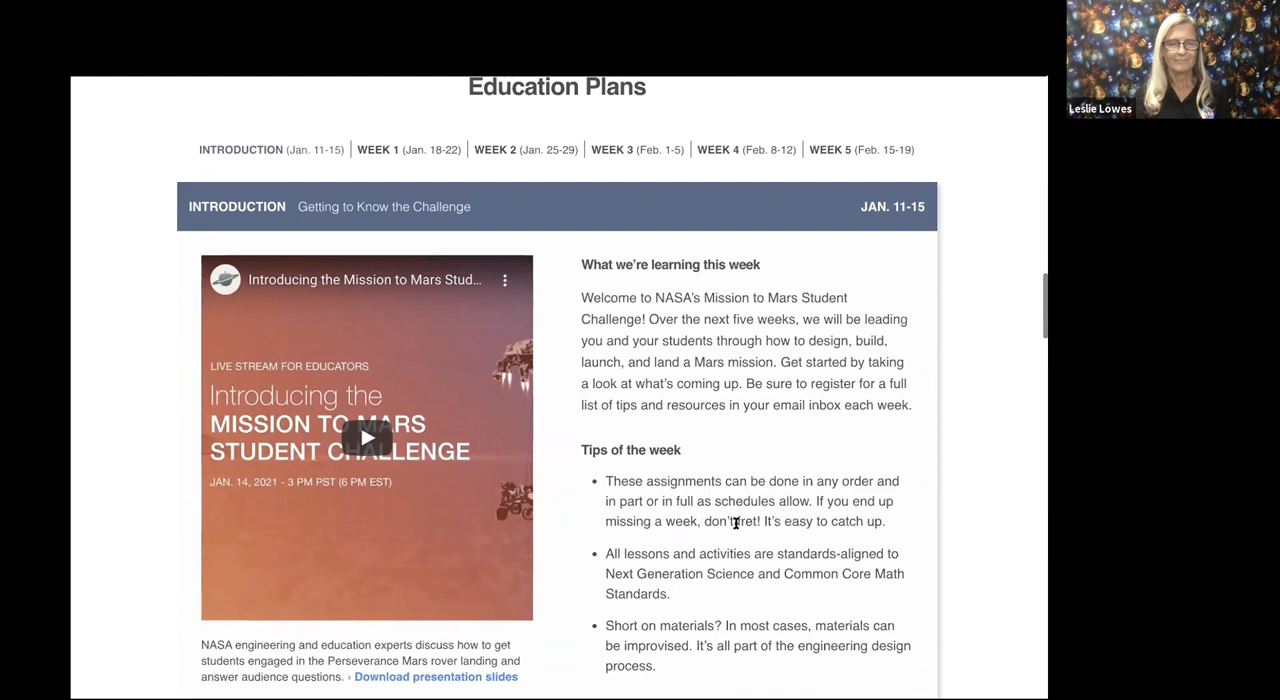 Education Plans
Leslie Lowes
INTRODUCTION (Jan. 11-15) WEEK 1 (Jan. 18-22) WEEK 2 (Jan. 25-29) WEEK 3 (Feb. 1-5) WEEK 4 (Feb. 8-12) WEEK 5 (Feb. 15-19)
INTRODUCTION Getting to Know the Challenge JAN. 11-15
Introducing the Mission to Mars Stud...
LIVE STREAM FOR EDUCATORS
Introducing the
MISSION TO MARS
STUDENT CHALLENGE
JAN. 14, 2021 - 3 PM PST (6 PM EST)
NASA engineering and education experts discuss how to get
students engaged in the Perseverance Mars rover landing and
answer audience questions. › Download presentation slides
What we're learning this week
Welcome to NASA's Mission to Mars Student
Challenge! Over the next five weeks, we will be leading
you and your students through how to design, build,
launch, and land a Mars mission. Get started by taking
a look at what's coming up. Be sure to register for a full
list of tips and resources in your email inbox each week.
Tips of the week
• These assignments can be done in any order and
in part or in full as schedules allow. If you end up
missing a week, don't fret! It's easy to catch up.
• All lessons and activities are standards-aligned to
Next Generation Science and Common Core Math
Standards.
• Short on materials? In most cases, materials can
be improvised. It's all part of the engineering design
process.